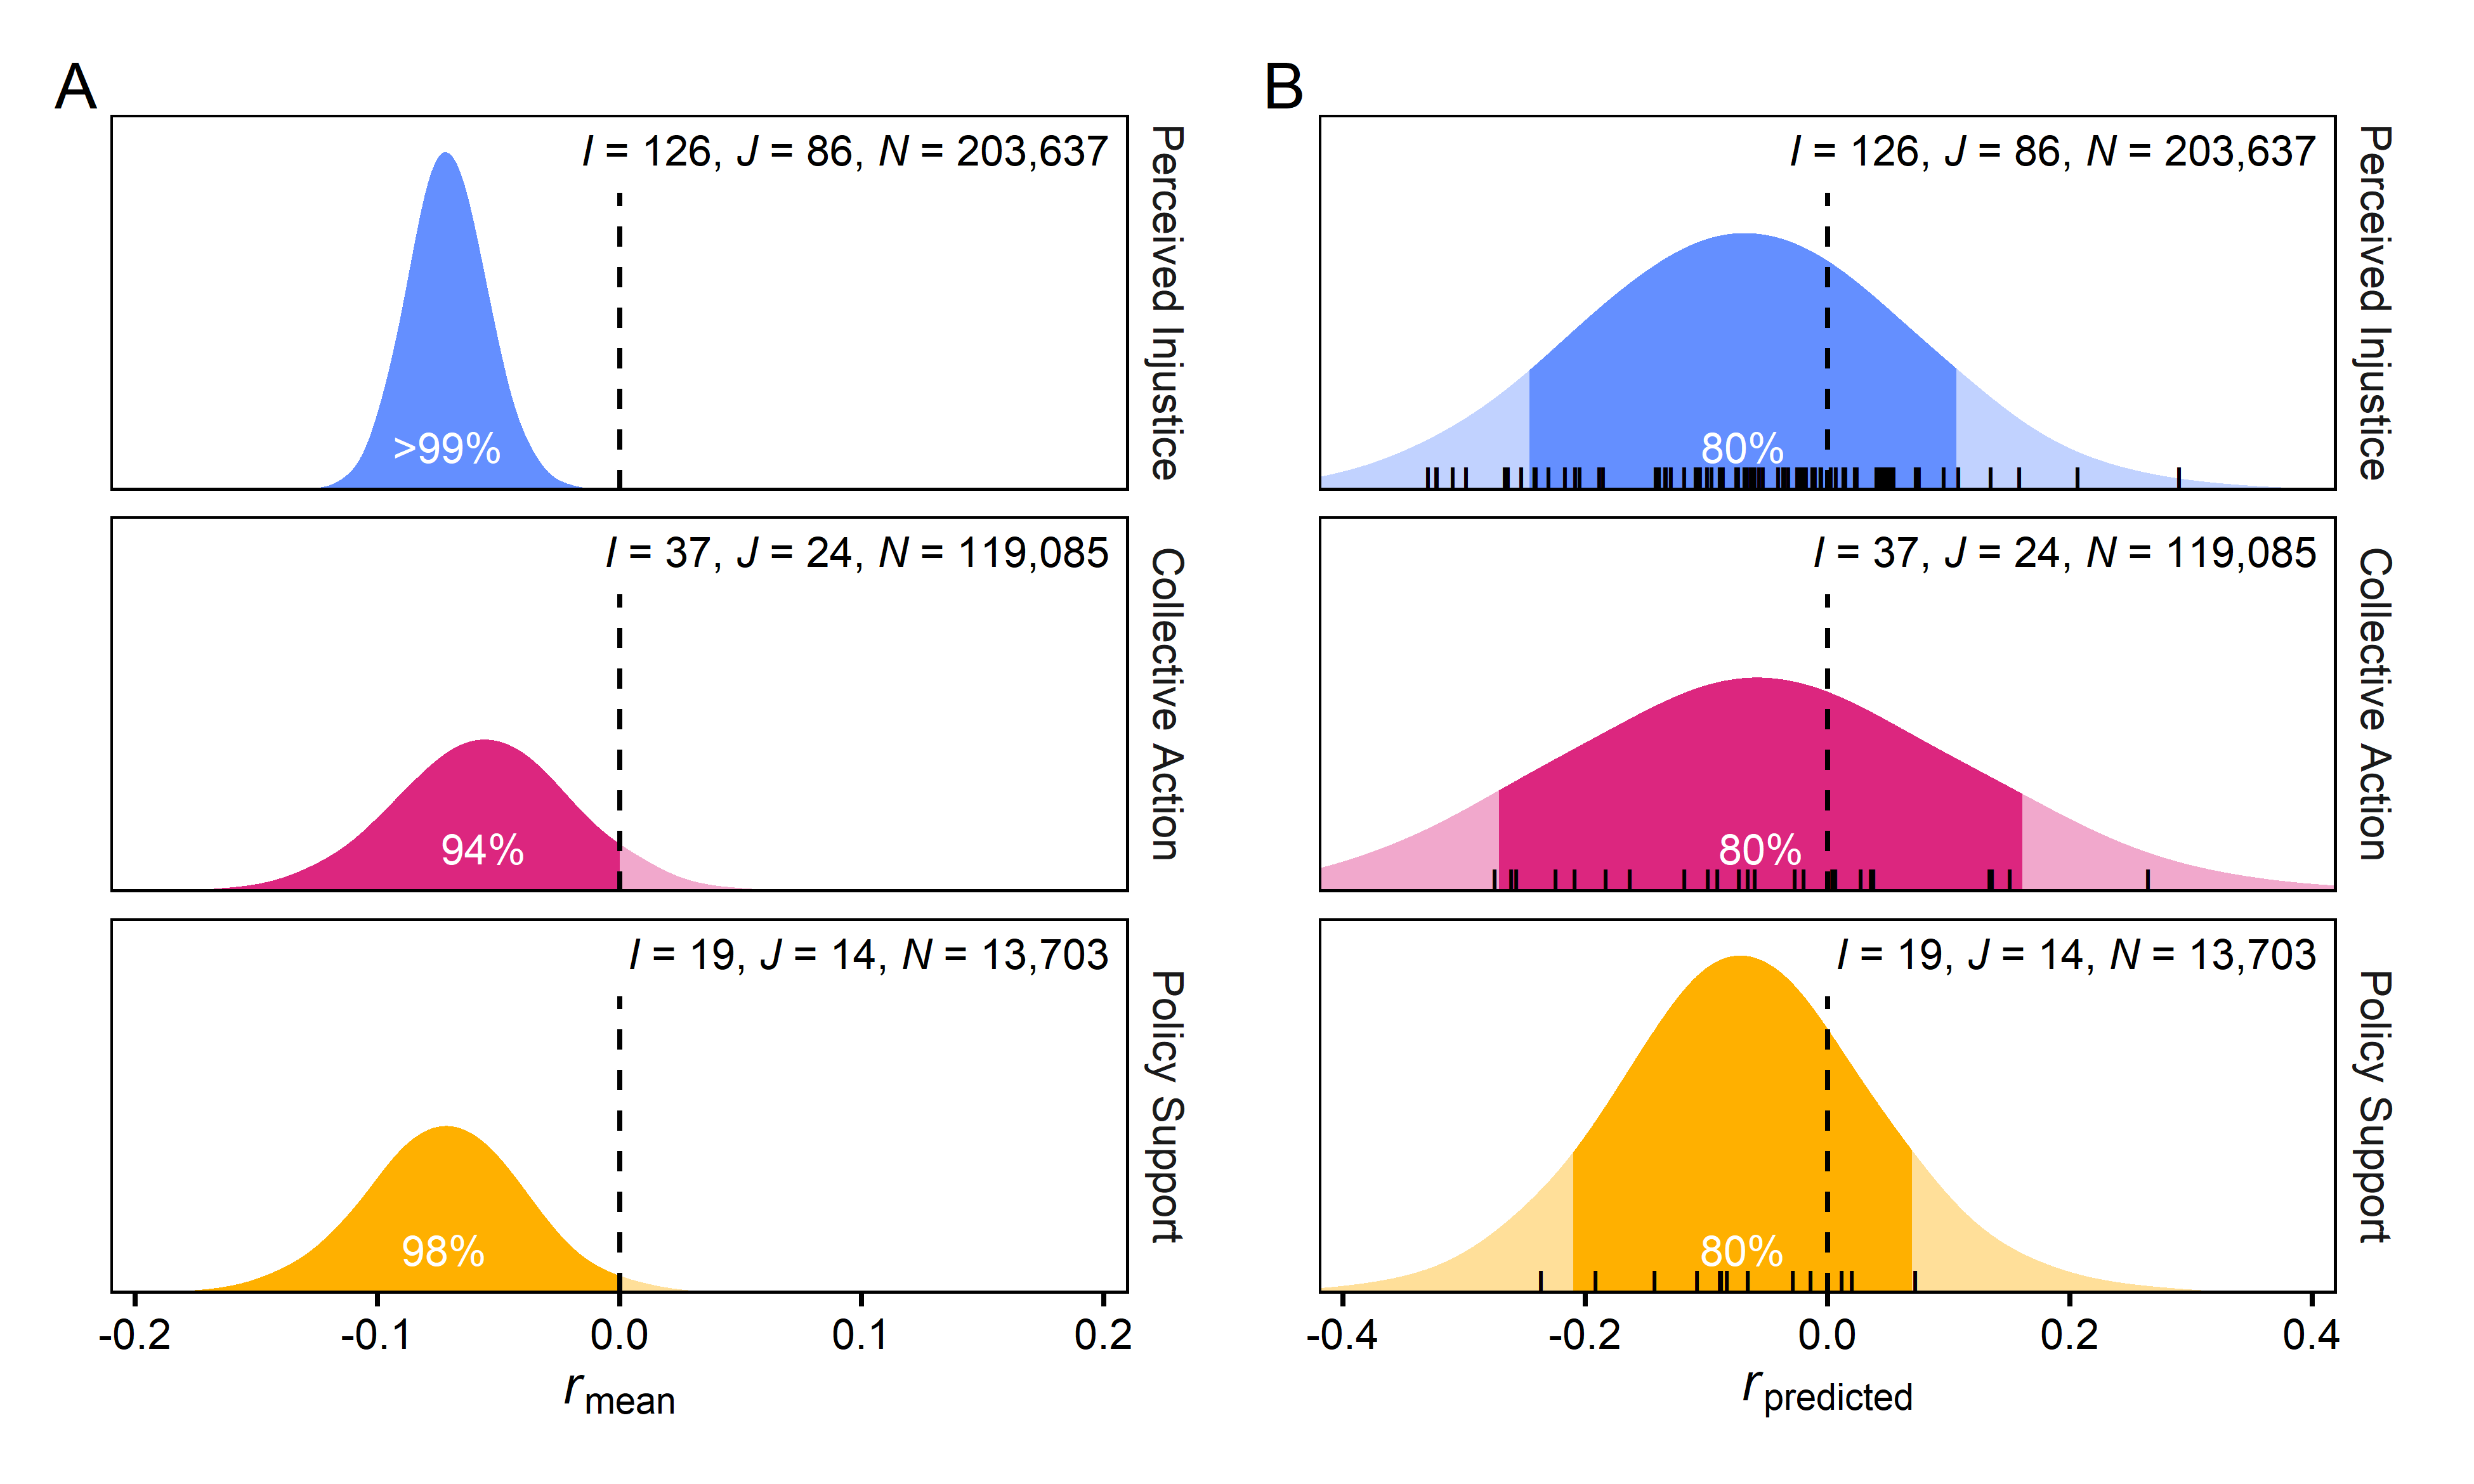 A
I = 126, J = 86, N = 203,637
>99%
Perceived Injustice
I = 37, J = 24, N = 119,085
94%
Collective Action
I = 19, J = 14, N = 13,703
98%
Policy Support
-0.2 -0.1 0.0 0.1 0.2
r mean
B
I = 126, J = 86, N = 203,637
80%
Perceived Injustice
I = 37, J = 24, N = 119,085
80%
Collective Action
I = 19, J = 14, N = 13,703
80%
Policy Support
-0.4 -0.2 0.0 0.2 0.4
r predicted